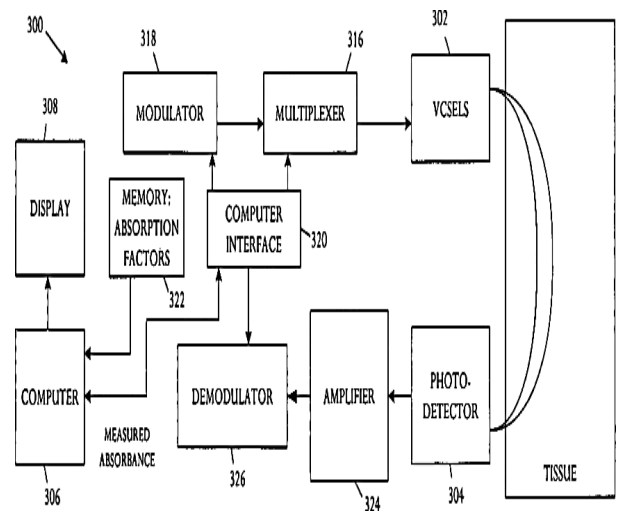 300
318
316
302
308
MODULATOR
MULTIPLEXER
VCSELS
DISPLAY
MEMORY:
ABSORPTION
FACTORS
322
COMPUTER
INTERFACE
320
COMPUTER
306
MEASURED
ABSORBANCE
DEMODULATOR
326
AMPLIFIER
324
PHOTO-
DETECTOR
304
TISSUE